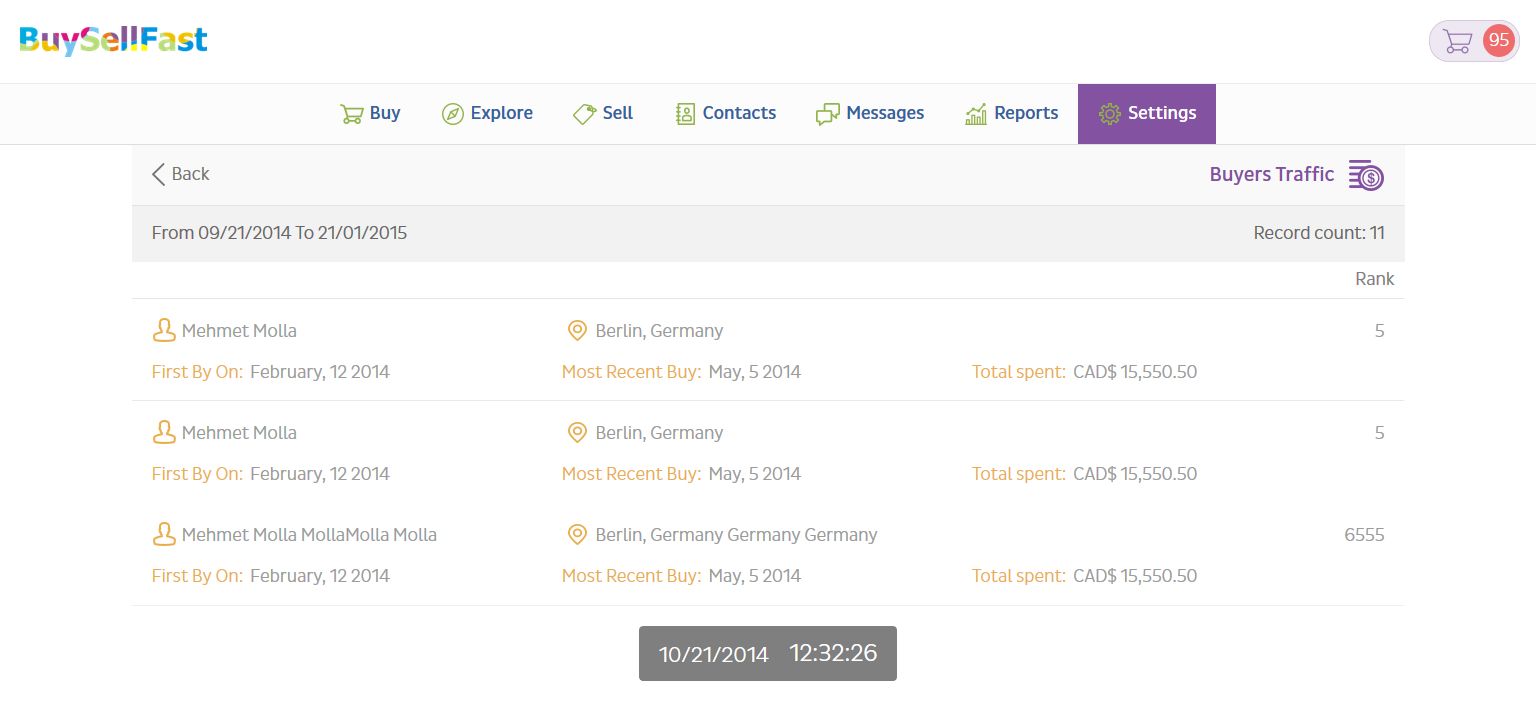 BuySellFast
95
Buy Explore Sell Contacts Messages Reports Settings
Back Buyers Traffic
From 09/21/2014 To 21/01/2015 Record count: 11
Rank
Mehmet Molla Berlin, Germany 5
First By On: February, 12 2014 Most Recent Buy: May, 5 2014 Total spent: CAD$ 15,550.50
Mehmet Molla Berlin, Germany 5
First By On: February, 12 2014 Most Recent Buy: May, 5 2014 Total spent: CAD$ 15,550.50
Mehmet Molla MollaMolla Molla Berlin, Germany Germany Germany 6555
First By On: February, 12 2014 Most Recent Buy: May, 5 2014 Total spent: CAD$ 15,550.50
10/21/2014 12:32:26